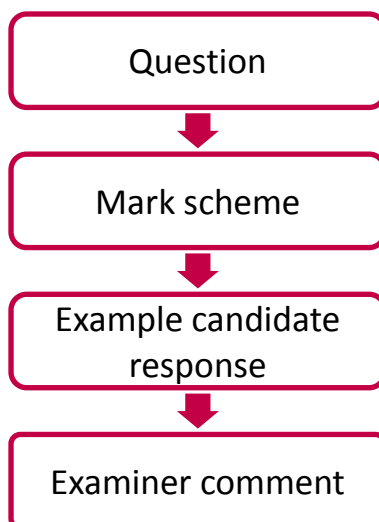 Question
Mark scheme
Example candidate
response
Examiner comment